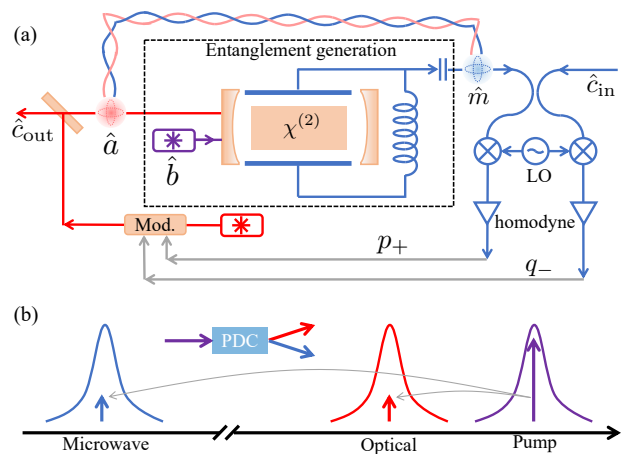 (a)
Entanglement generation
ĉout
â
b̂
χ(2)
m̂
ĉin
LO
homodyne
Mod.
p+
q−
(b)
PDC
Microwave
Optical
Pump